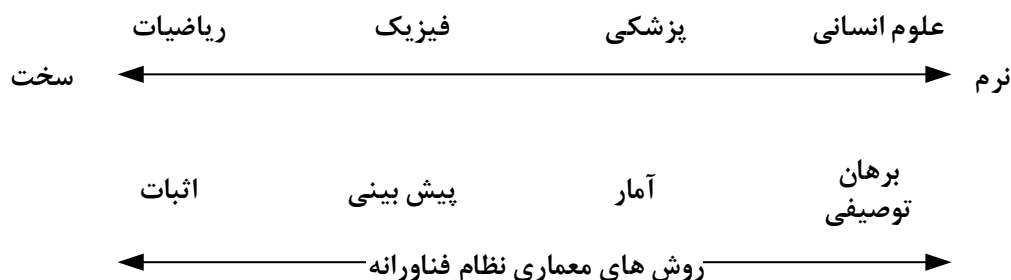 علوم انسانی پزشکی فیزیک ریاضیات
نرم سخت
برهان توصیفی آمار پیش بینی اثبات
روش های معماری نظام فناورانه